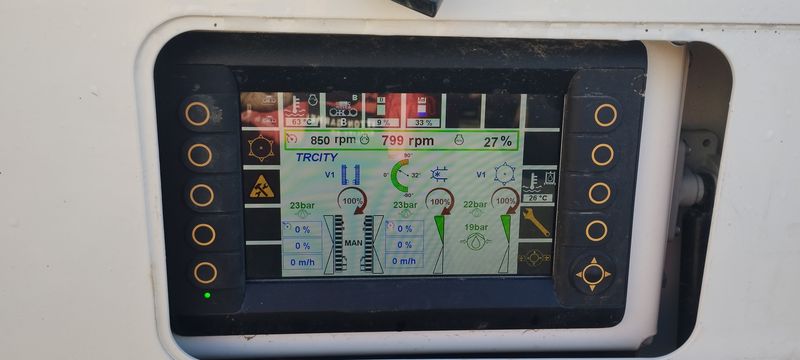 B
63 °C
B
9 %
33 %
850 rpm 799 rpm 27 %
TRCITY
90°
V1 0° 32° V1
-90°
26 °C
100% 100% 100%
23bar 23bar 22bar
0 % 0 % 19bar
0 % MAN 0 %
0 m/h 0 m/h